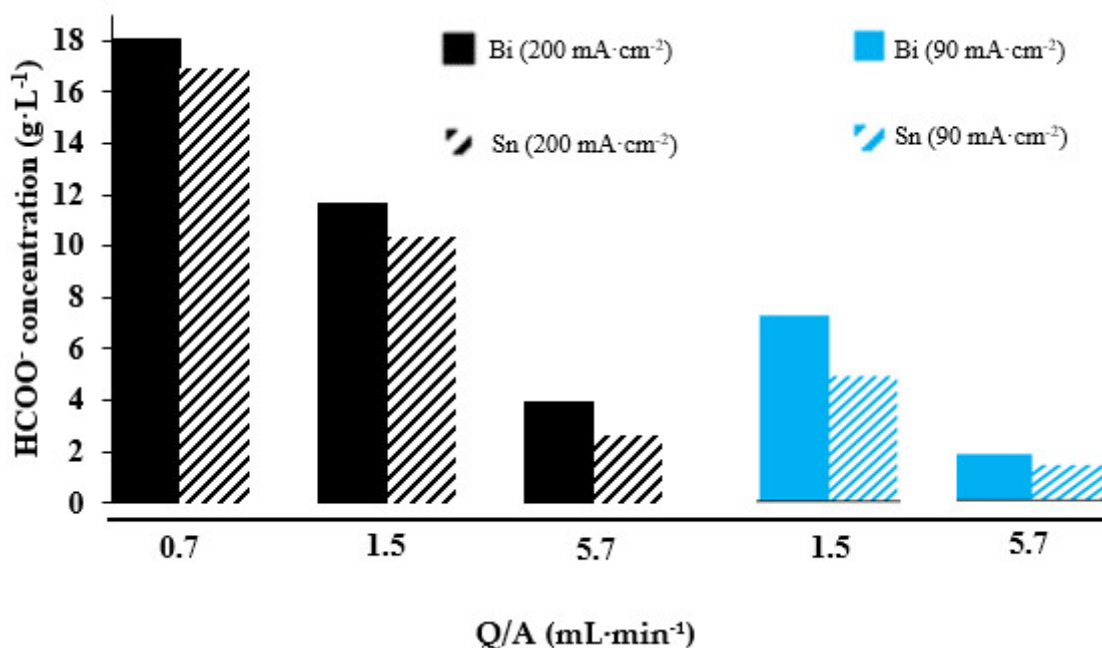 HCOO⁻ concentration (g·L⁻¹)
18
16
14
12
10
8
6
4
2
0
Bi (200 mA·cm⁻²)
Bi (90 mA·cm⁻²)
Sn (200 mA·cm⁻²)
Sn (90 mA·cm⁻²)
0.7 1.5 5.7 1.5 5.7
Q/A (mL·min⁻¹)